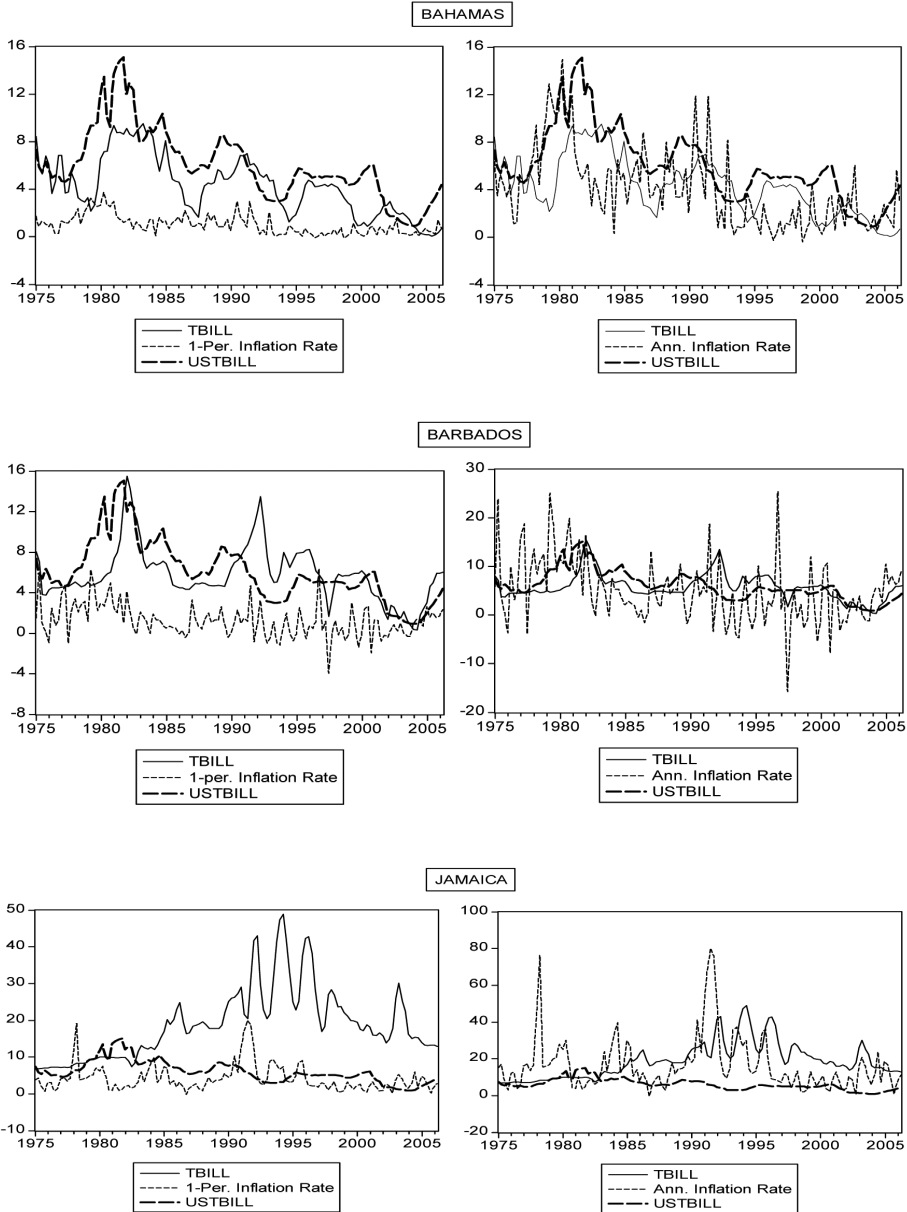 BAHAMAS
16
12
8
4
0
-4
1975 1980 1985 1990 1995 2000 2005
TBILL
1-Per. Inflation Rate
USTBILL
16
12
8
4
0
-4
1975 1980 1985 1990 1995 2000 2005
TBILL
Ann. Inflation Rate
USTBILL
BARBADOS
16
12
8
4
0
-4
-8
1975 1980 1985 1990 1995 2000 2005
TBILL
1-per. Inflation Rate
USTBILL
30
20
10
0
-10
-20
1975 1980 1985 1990 1995 2000 2005
TBILL
Ann. Inflation Rate
USTBILL
JAMAICA
50
40
30
20
10
0
-10
1975 1980 1985 1990 1995 2000 2005
TBILL
1-Per. Inflation Rate
USTBILL
100
80
60
40
20
0
-20
1975 1980 1985 1990 1995 2000 2005
TBILL
Ann. Inflation Rate
USTBILL